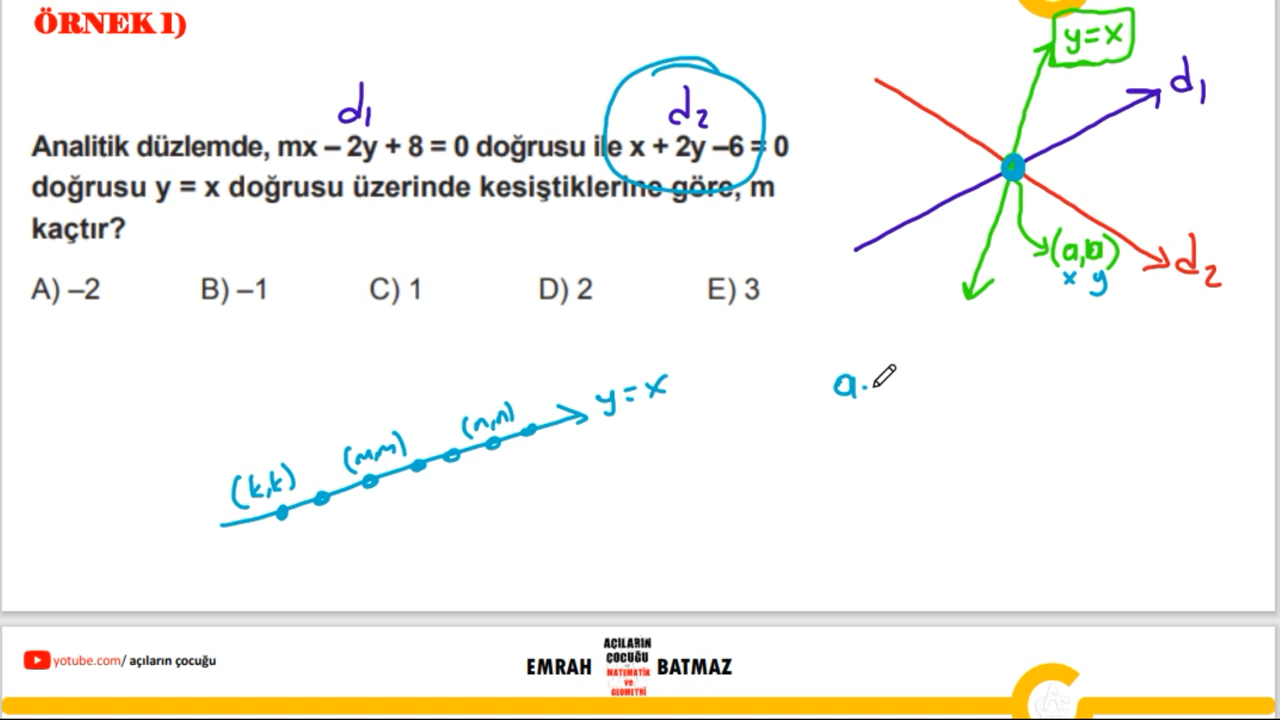 ÖRNEK 1)
y=x
d1
d1
d2
Analitik düzlemde, mx – 2y + 8 = 0 doğrusu ile x + 2y –6 = 0
doğrusu y = x doğrusu üzerinde kesiştiklerine göre, m
kaçtır?
(a,a)
x y
d2
A) –2 B) –1 C) 1 D) 2 E) 3
y=x
a.
(n,n)
(m,m)
(k,k)
yotube.com/ açıların çocuğu
EMRAH
AÇILARIN
ÇOCUĞU
MATEMATİK
ve
GEOMETRİ
BATMAZ